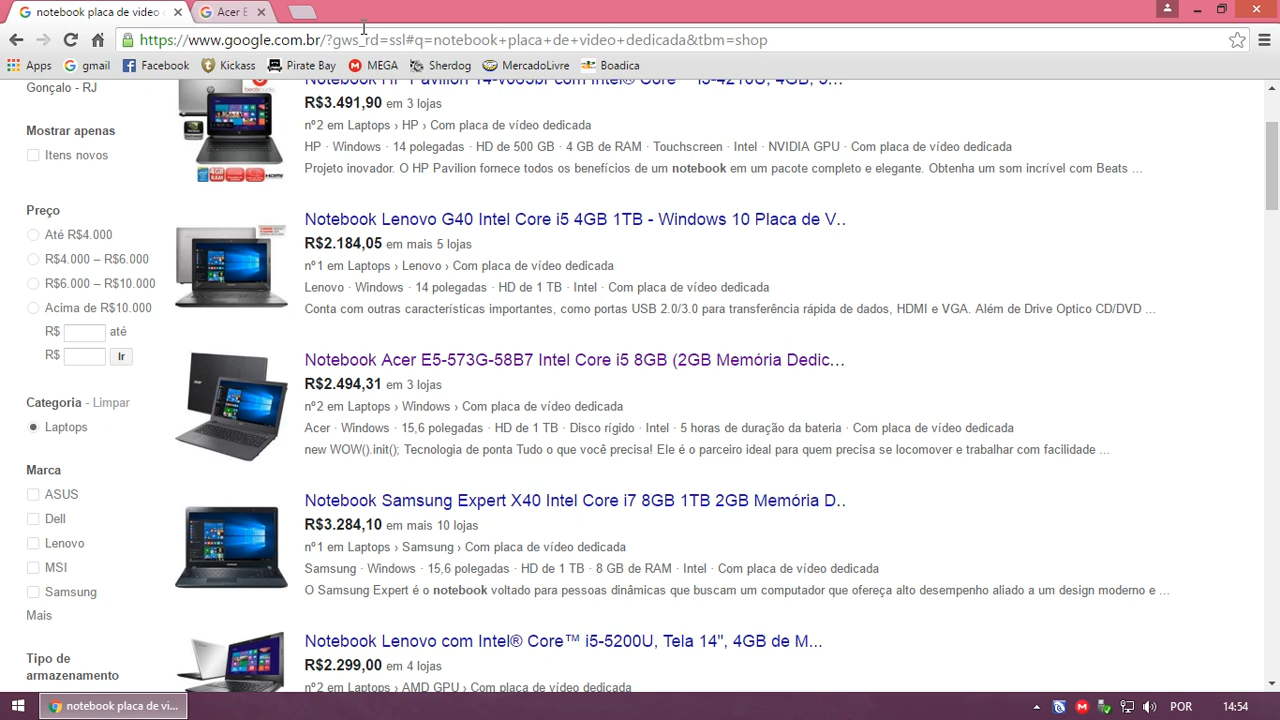 notebook placa de video
Acer E
https://www.google.com.br/?gws_rd=ssl#q=notebook+placa+de+video+dedicada&tbm=shop
Apps gmail Facebook Kickass Pirate Bay MEGA Sherdog MercadoLivre Boadica
Gonçalo - RJ
Mostrar apenas
Itens novos
Preço
Até R$4.000
R$4.000 – R$6.000
R$6.000 – R$10.000
Acima de R$10.000
R$ até
R$ Ir
Categoria - Limpar
Laptops
Marca
ASUS
Dell
Lenovo
MSI
Samsung
Mais
Tipo de
armazenamento
R$3.491,90 em 3 lojas
nº2 em Laptops › HP › Com placa de vídeo dedicada
HP · Windows · 14 polegadas · HD de 500 GB · 4 GB de RAM · Touchscreen · Intel · NVIDIA GPU · Com placa de vídeo dedicada
Projeto inovador. O HP Pavilion fornece todos os benefícios de um notebook em um pacote completo e elegante. Obtenha um som incrível com Beats ...
Notebook Lenovo G40 Intel Core i5 4GB 1TB - Windows 10 Placa de V..
R$2.184,05 em mais 5 lojas
nº1 em Laptops › Lenovo › Com placa de vídeo dedicada
Lenovo · Windows · 14 polegadas · HD de 1 TB · Intel · Com placa de vídeo dedicada
Conta com outras características importantes, como portas USB 2.0/3.0 para transferência rápida de dados, HDMI e VGA. Além de Drive Optico CD/DVD ...
Notebook Acer E5-573G-58B7 Intel Core i5 8GB (2GB Memória Dedic...
R$2.494,31 em 3 lojas
nº2 em Laptops › Windows › Com placa de vídeo dedicada
Acer · Windows · 15,6 polegadas · HD de 1 TB · Disco rígido · Intel · 5 horas de duração da bateria · Com placa de vídeo dedicada
new WOW().init(); Tecnologia de ponta Tudo o que você precisa! Ele é o parceiro ideal para quem precisa se locomover e trabalhar com facilidade ...
Notebook Samsung Expert X40 Intel Core i7 8GB 1TB 2GB Memória D..
R$3.284,10 em mais 10 lojas
nº1 em Laptops › Samsung › Com placa de vídeo dedicada
Samsung · Windows · 15,6 polegadas · HD de 1 TB · 8 GB de RAM · Intel · Com placa de vídeo dedicada
O Samsung Expert é o notebook voltado para pessoas dinâmicas que buscam um computador que ofereça alto desempenho aliado a um design moderno e ...
Notebook Lenovo com Intel® Core™ i5-5200U, Tela 14", 4GB de M...
R$2.299,00 em 4 lojas
nº2 em Laptops › AMD GPU › Com placa de vídeo dedicada
notebook placa de vi...
POR 14:54